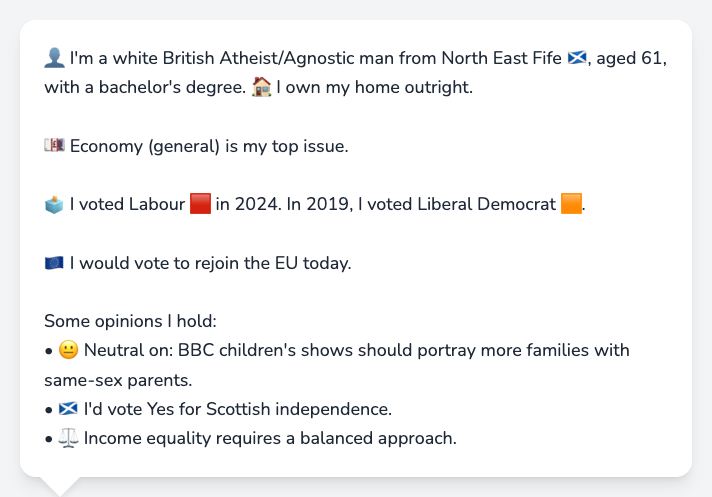 👤 I'm a white British Atheist/Agnostic man from North East Fife 🏴󠁧󠁢󠁳󠁣󠁴󠁿, aged 61,
with a bachelor's degree. 🏠 I own my home outright.
💷 Economy (general) is my top issue.
🗳️ I voted Labour 🟥 in 2024. In 2019, I voted Liberal Democrat 🟧.
🇪🇺 I would vote to rejoin the EU today.
Some opinions I hold:
• 😐 Neutral on: BBC children's shows should portray more families with
same-sex parents.
• 🏴󠁧󠁢󠁳󠁣󠁴󠁿 I'd vote Yes for Scottish independence.
• ⚖️ Income equality requires a balanced approach.